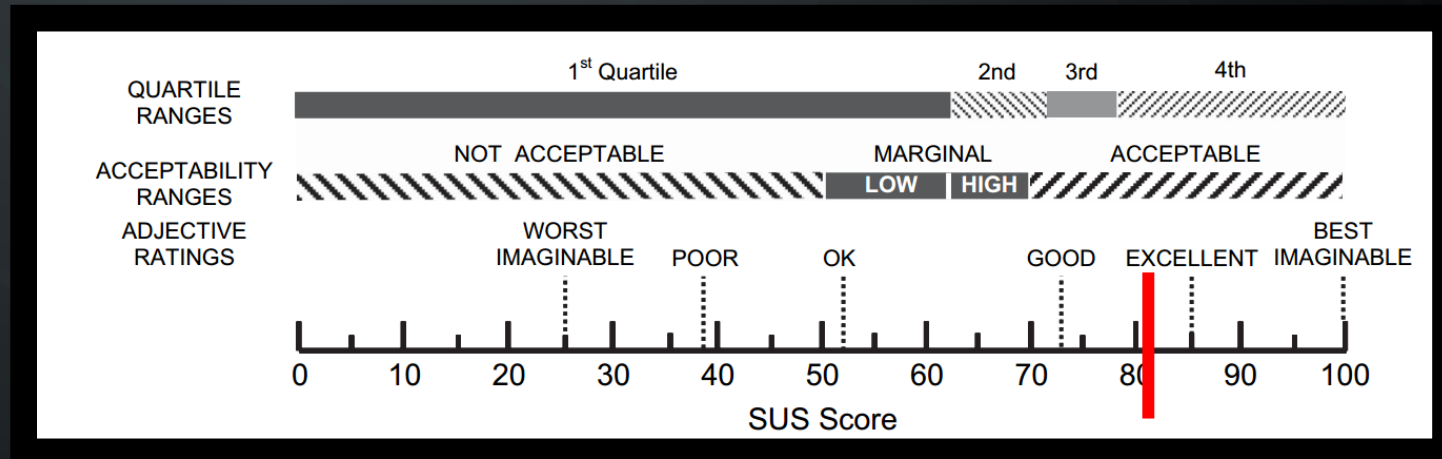 1st Quartile 2nd 3rd 4th
QUARTILE
RANGES
NOT ACCEPTABLE MARGINAL ACCEPTABLE
ACCEPTABILITY
RANGES
LOW HIGH
ADJECTIVE
RATINGS
WORST
IMAGINABLE
POOR
OK
GOOD
EXCELLENT
BEST
IMAGINABLE
0 10 20 30 40 50 60 70 80 90 100
SUS Score